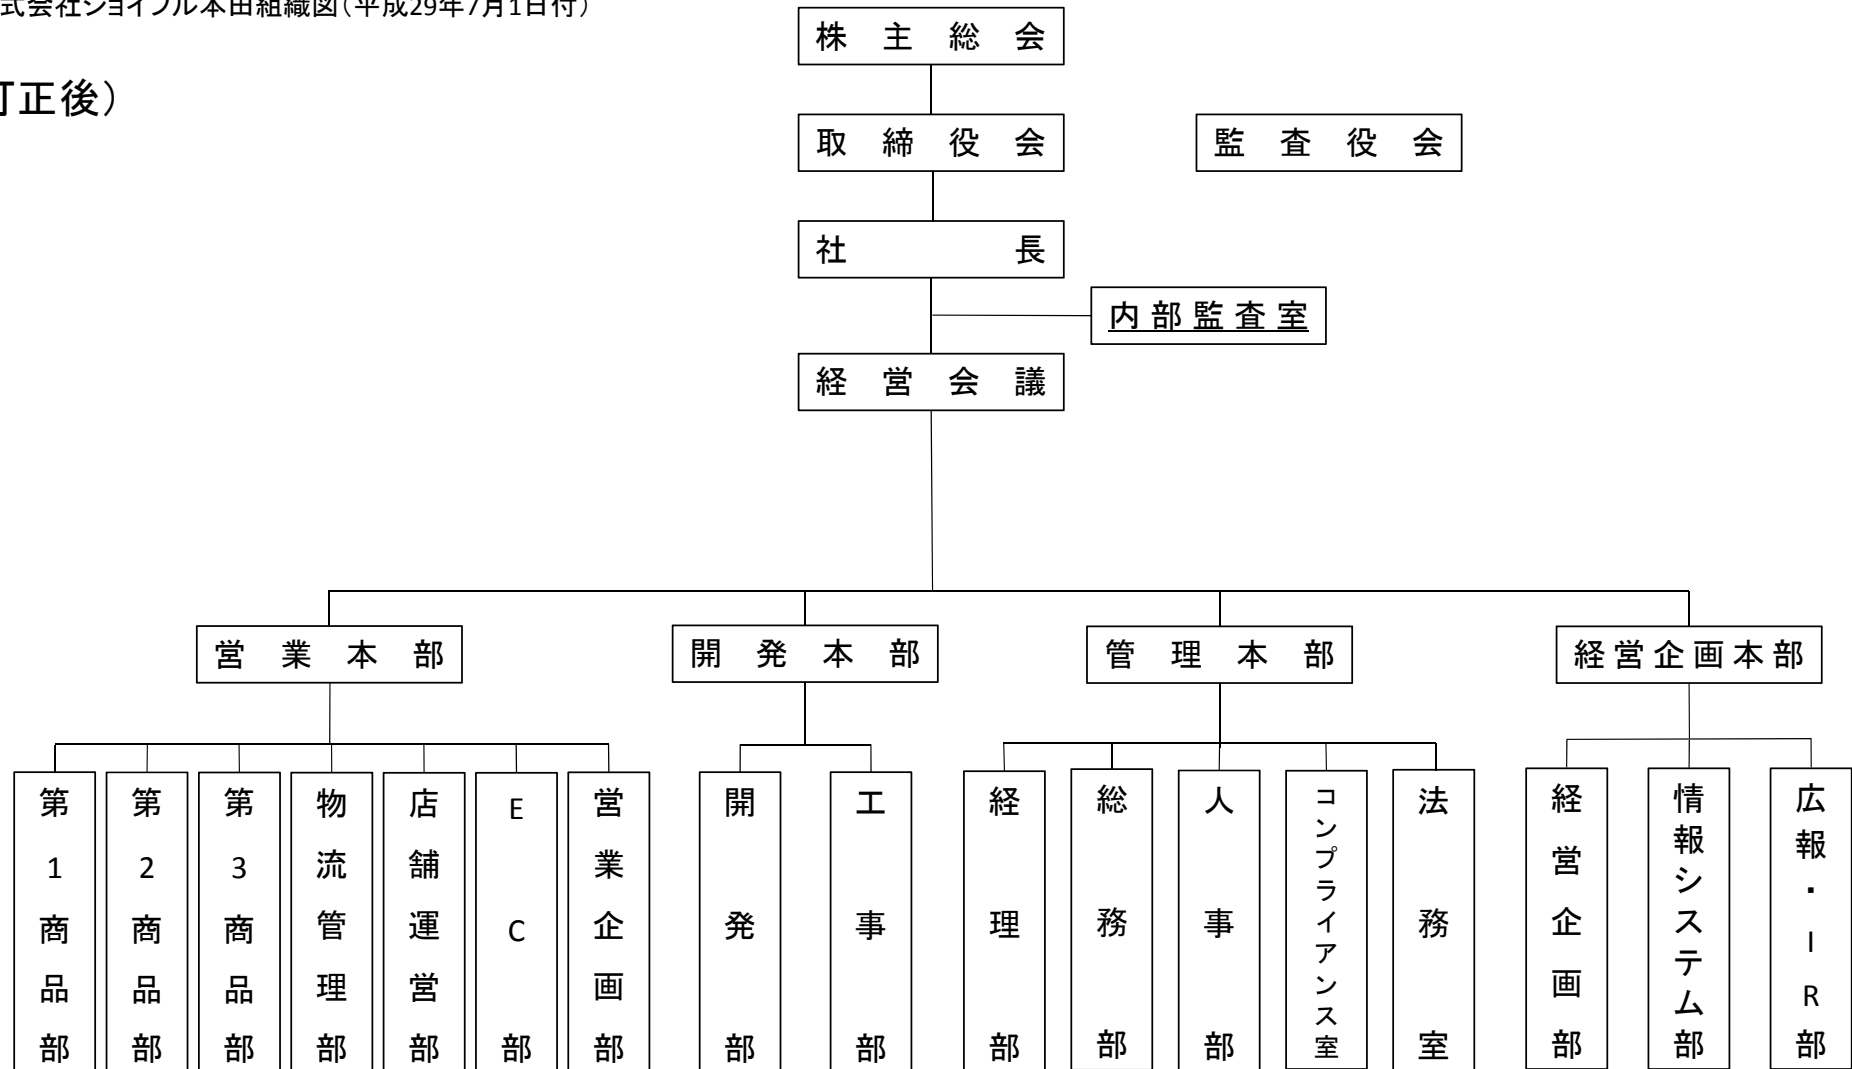 式会社ジョイフル本田組織図(平成29年7月1日付)
訂正後)
株主総会
取締役会
監査役会
社長
内部監査室
経営会議
営業本部
開発本部
管理本部
経営企画本部
第1商品部
第2商品部
第3商品部
物流管理部
店舗運営部
EC部
営業企画部
開発部
工事部
経理部
総務部
人事部
コンプライアンス室
法務室
経営企画部
情報システム部
広報・IR部